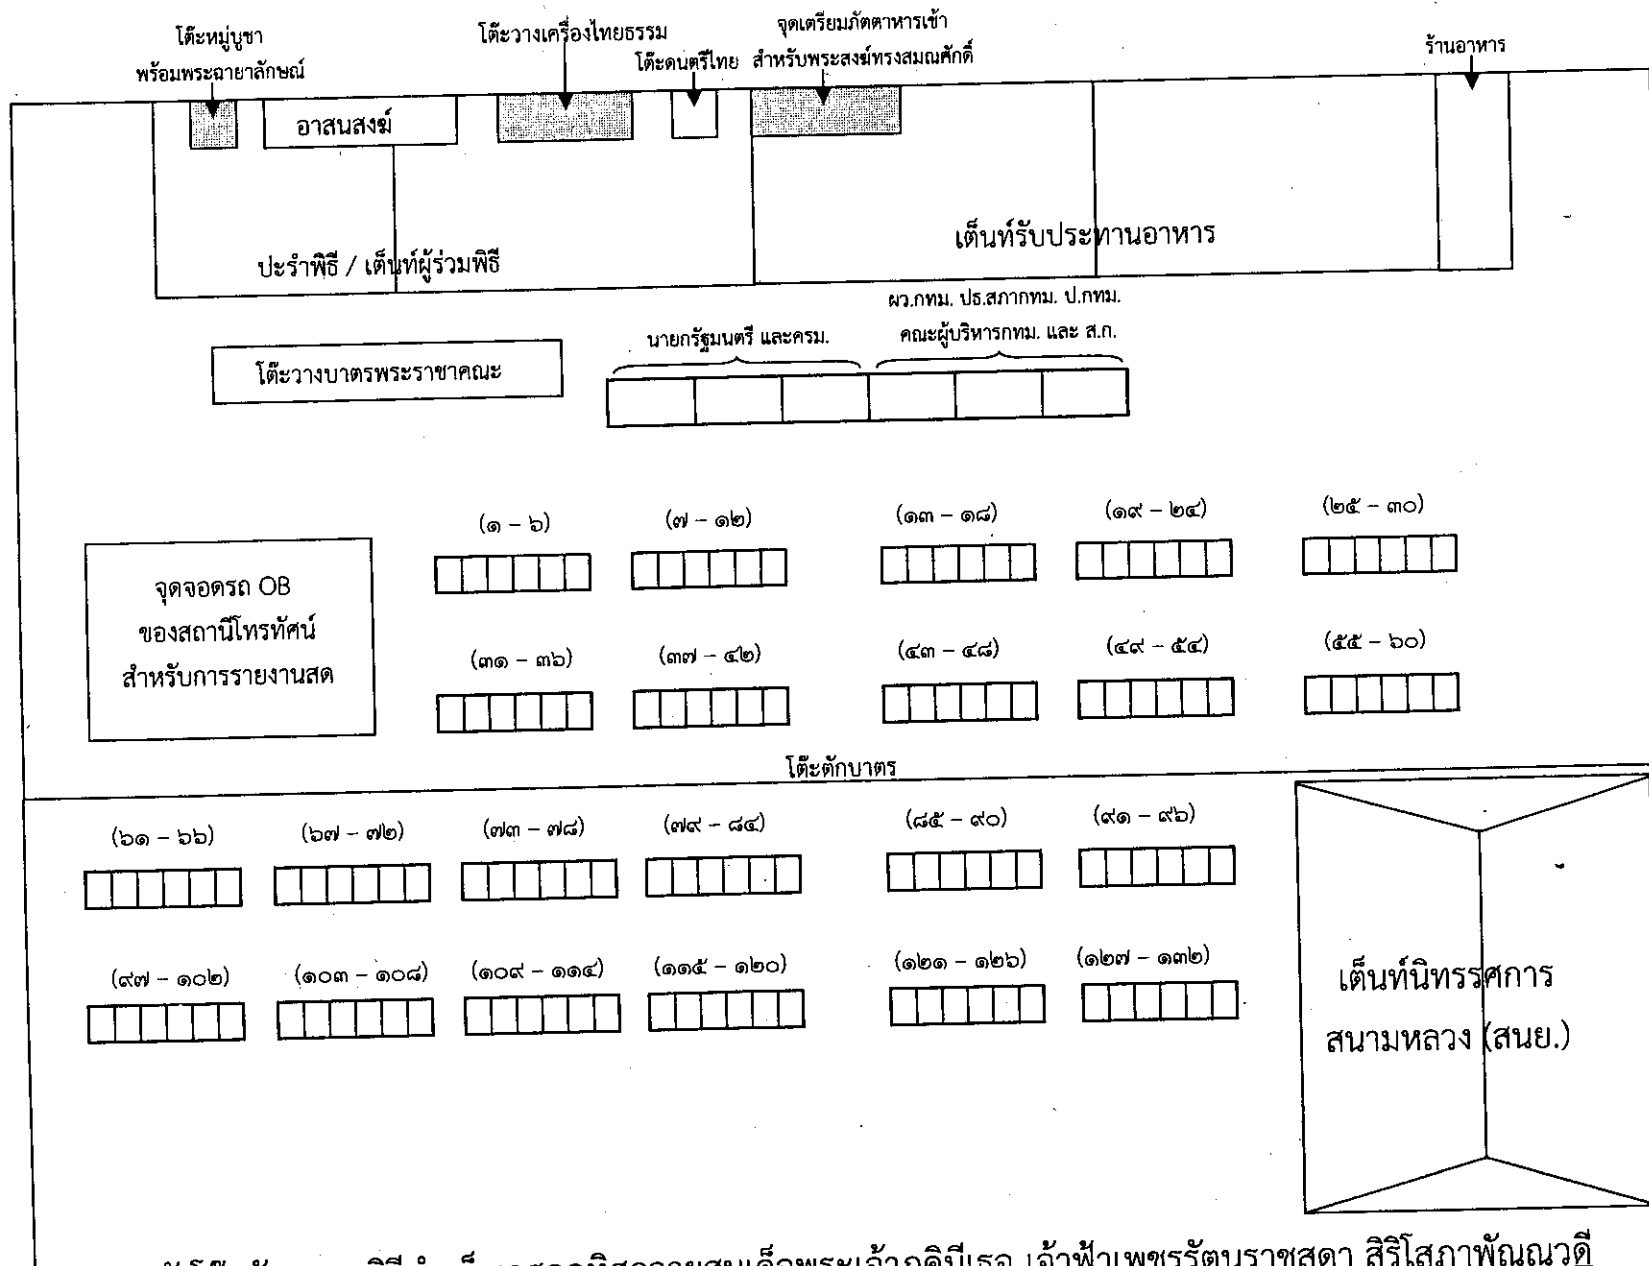 โต๊ะหมู่บูชา
พร้อมพระฉายาลักษณ์
โต๊ะวางเครื่องไทยธรรม
โต๊ะดนตรีไทย
จุดเตรียมภัตตาหารเช้า
สำหรับพระสงฆ์ทรงสมณศักดิ์
ร้านอาหาร
อาสนสงฆ์
ปะรำพิธี / เต็นท์ผู้ร่วมพิธี
เต็นท์รับประทานอาหาร
โต๊ะวางบาตรพระราชาคณะ
นายกรัฐมนตรี และครม.
ผว.กทม. ปธ.สภากทม. ป.กทม.
คณะผู้บริหารกทม. และ ส.ก.
จุดจอดรถ OB
ของสถานีโทรทัศน์
สำหรับการรายงานสด
(๑ – ๖) (๗ – ๑๒) (๑๓ – ๑๘) (๑๙ – ๒๔) (๒๕ – ๓๐)
(๓๑ – ๓๖) (๓๗ – ๔๒) (๔๓ – ๔๘) (๔๙ – ๕๔) (๕๕ – ๖๐)
โต๊ะตักบาตร
(๖๑ – ๖๖) (๖๗ – ๗๒) (๗๓ – ๗๘) (๗๙ – ๘๔) (๘๕ – ๙๐) (๙๑ – ๙๖)
(๙๗ – ๑๐๒) (๑๐๓ – ๑๐๘) (๑๐๙ – ๑๑๔) (๑๑๕ – ๑๒๐) (๑๒๑ – ๑๒๖) (๑๒๗ – ๑๓๒)
เต็นท์นิทรรศการ
สนามหลวง (สนย.)
เจ้าฟ้าเพชรรัตนราชสุดา สิริโสภาพัณณวดี